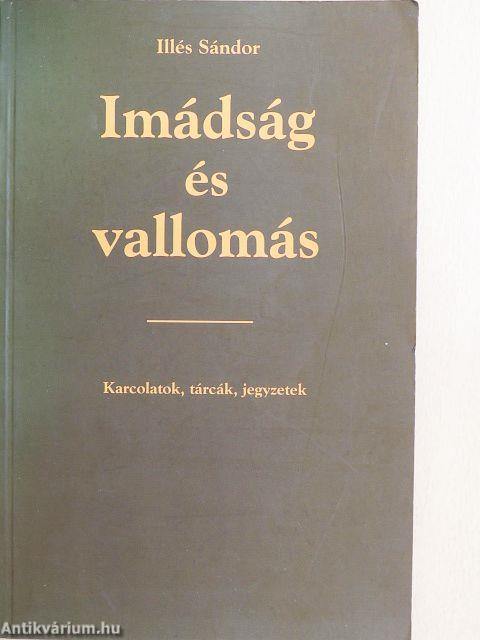 Illés Sándor
Imádság
és
vallomás
Karcolatok, tárcák, jegyzetek
Antikvárium.hu